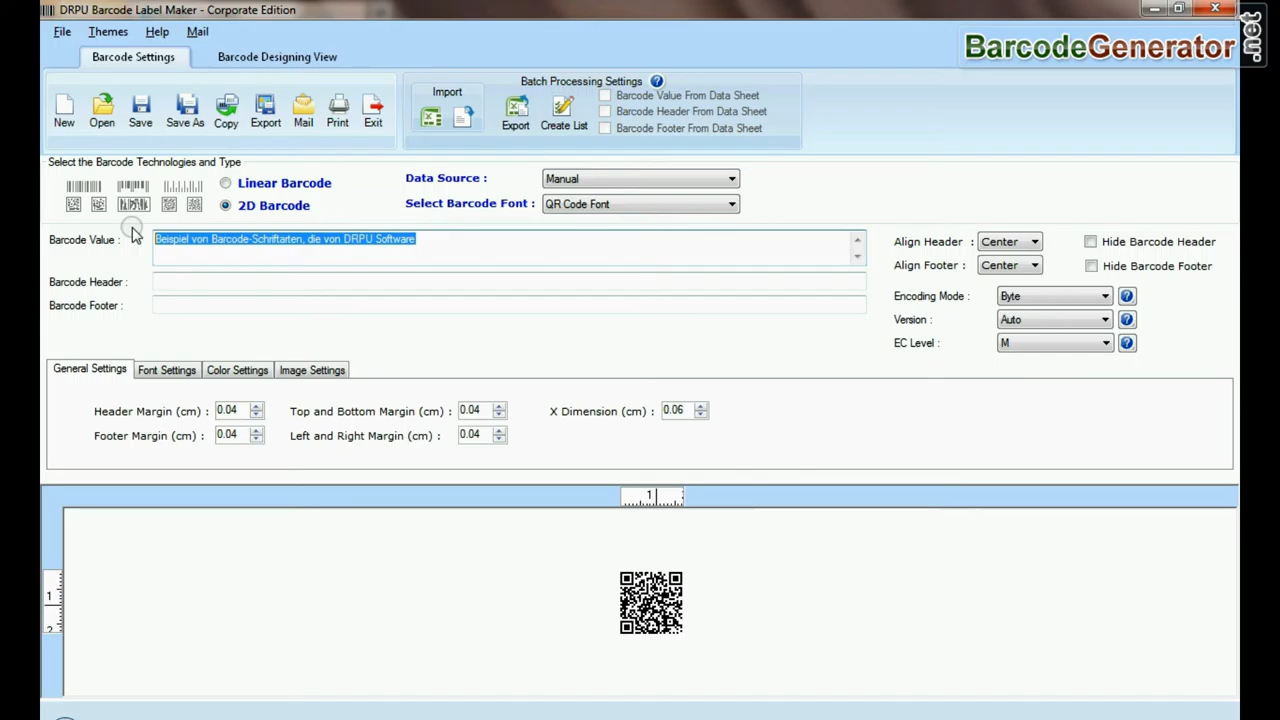 DRPU Barcode Label Maker - Corporate Edition
File Themes Help Mail
BarcodeGenerator.net
Barcode Settings Barcode Designing View
New Open Save Save As Copy Export Mail Print Exit
Batch Processing Settings
Import
Export Create List
Barcode Value From Data Sheet
Barcode Header From Data Sheet
Barcode Footer From Data Sheet
Select the Barcode Technologies and Type
Linear Barcode
2D Barcode
Data Source : Manual
Select Barcode Font : QR Code Font
Barcode Value : Beispiel von Barcode-Schriftarten, die von DRPU Software
Barcode Header :
Barcode Footer :
Align Header : Center Hide Barcode Header
Align Footer : Center Hide Barcode Footer
Encoding Mode : Byte
Version : Auto
EC Level : M
General Settings Font Settings Color Settings Image Settings
Header Margin (cm) : 0.04 Top and Bottom Margin (cm) : 0.04 X Dimension (cm) : 0.06
Footer Margin (cm) : 0.04 Left and Right Margin (cm) : 0.04
1
1
2